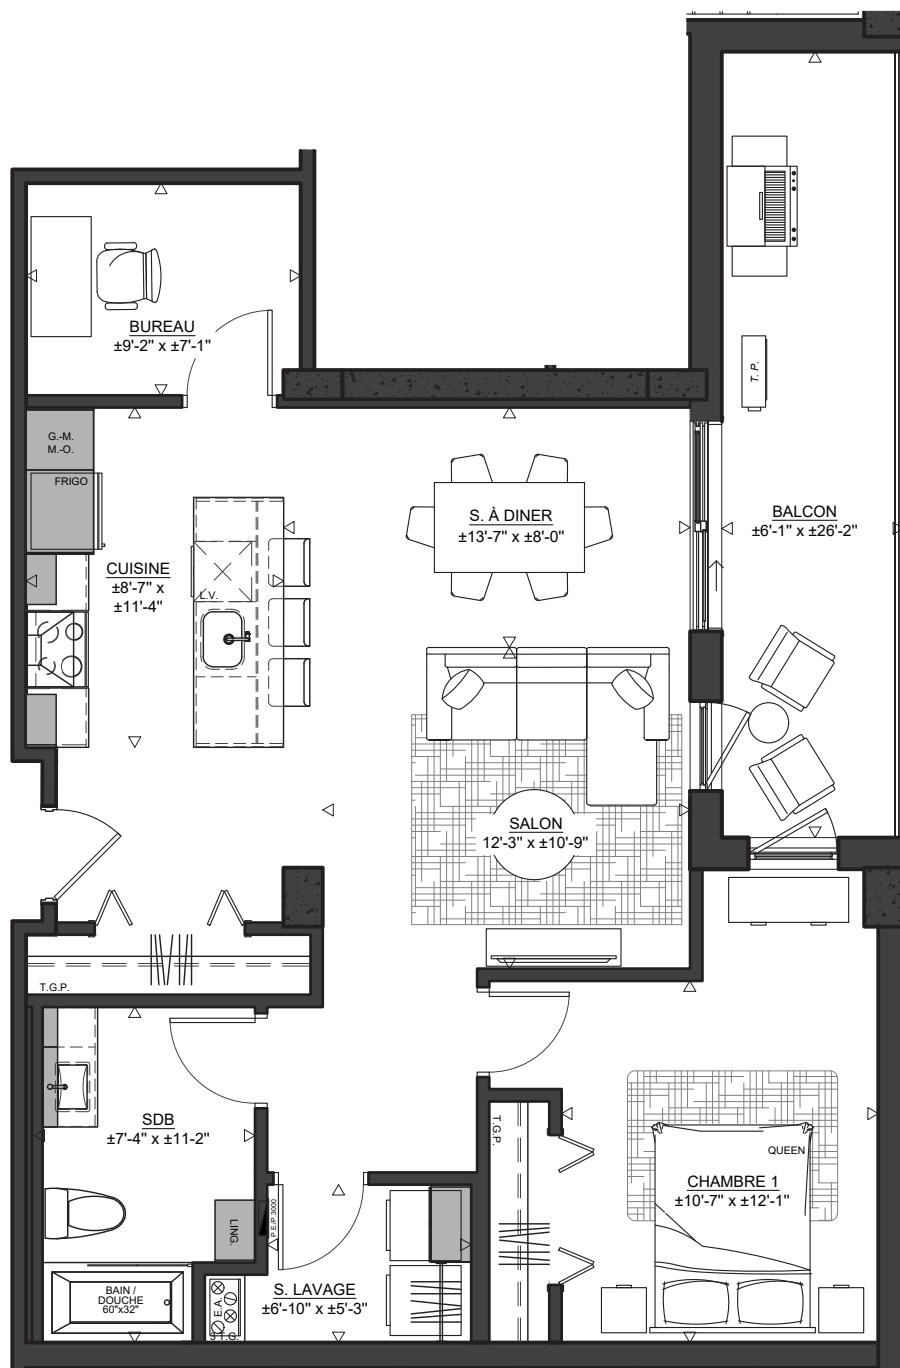 BUREAU
±9'-2" x ±7'-1"
G.-M.
M.-O.
FRIGO
T. P.
CUISINE
±8'-7" x
±11'-4"
L.V.
S. À DINER
±13'-7" x ±8'-0"
BALCON
±6'-1" x ±26'-2"
SALON
12'-3" x ±10'-9"
T.G.P.
SDB
±7'-4" x ±11-2"
T.G.P.
QUEEN
CHAMBRE 1
±10'-7" x ±12'-1"
LING.
P.E./P.3000
BAIN /
DOUCHE
60"x32"
E.A.
3 T.G.
S. LAVAGE
±6'-10" x ±5'-3"